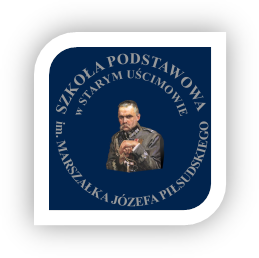 SZKOŁA PODSTAWOWA
w STARYM UŚCIMOWIE
im. MARSZAŁKA JÓZEFA PIŁSUDSKIEGO